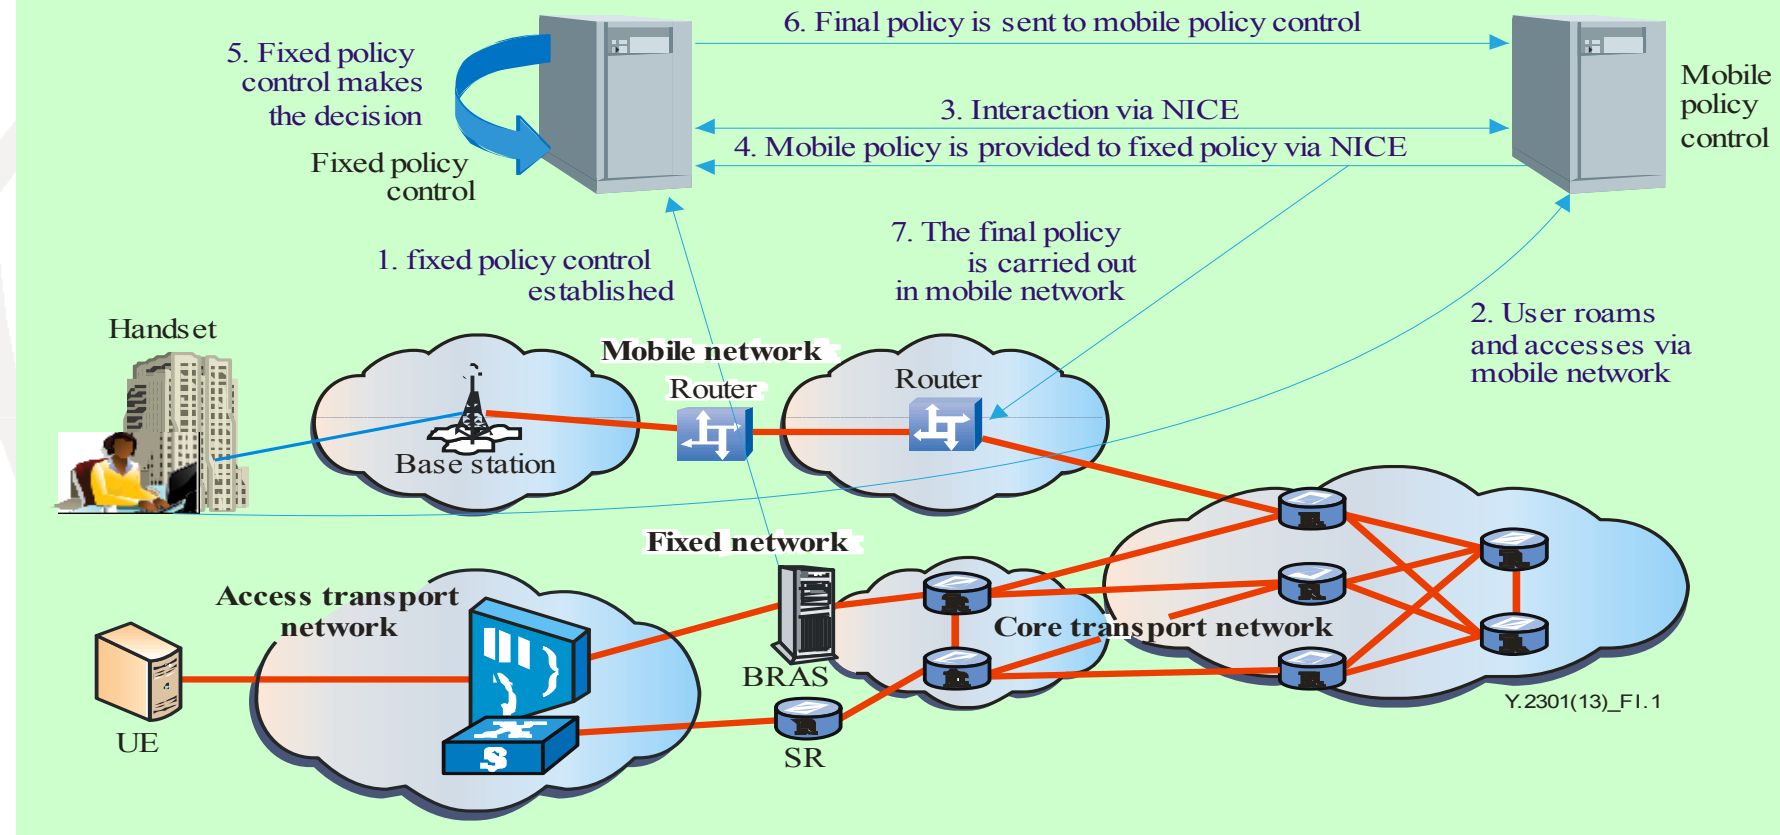 6. Final policy is sent to mobile policy control
5. Fixed policy
control makes
the decision
Fixed policy
control
3. Interaction via NICE
4. Mobile policy is provided to fixed policy via NICE
Mobile
policy
control
1. fixed policy control
established
7. The final policy
is carried out
in mobile network
2. User roams
and accesses via
mobile network
Handset
Mobile network
Router
Router
Base station
Fixed network
Access transport
network
Core transport network
BRAS
UE
SR
Y.2301(13)_FI.1